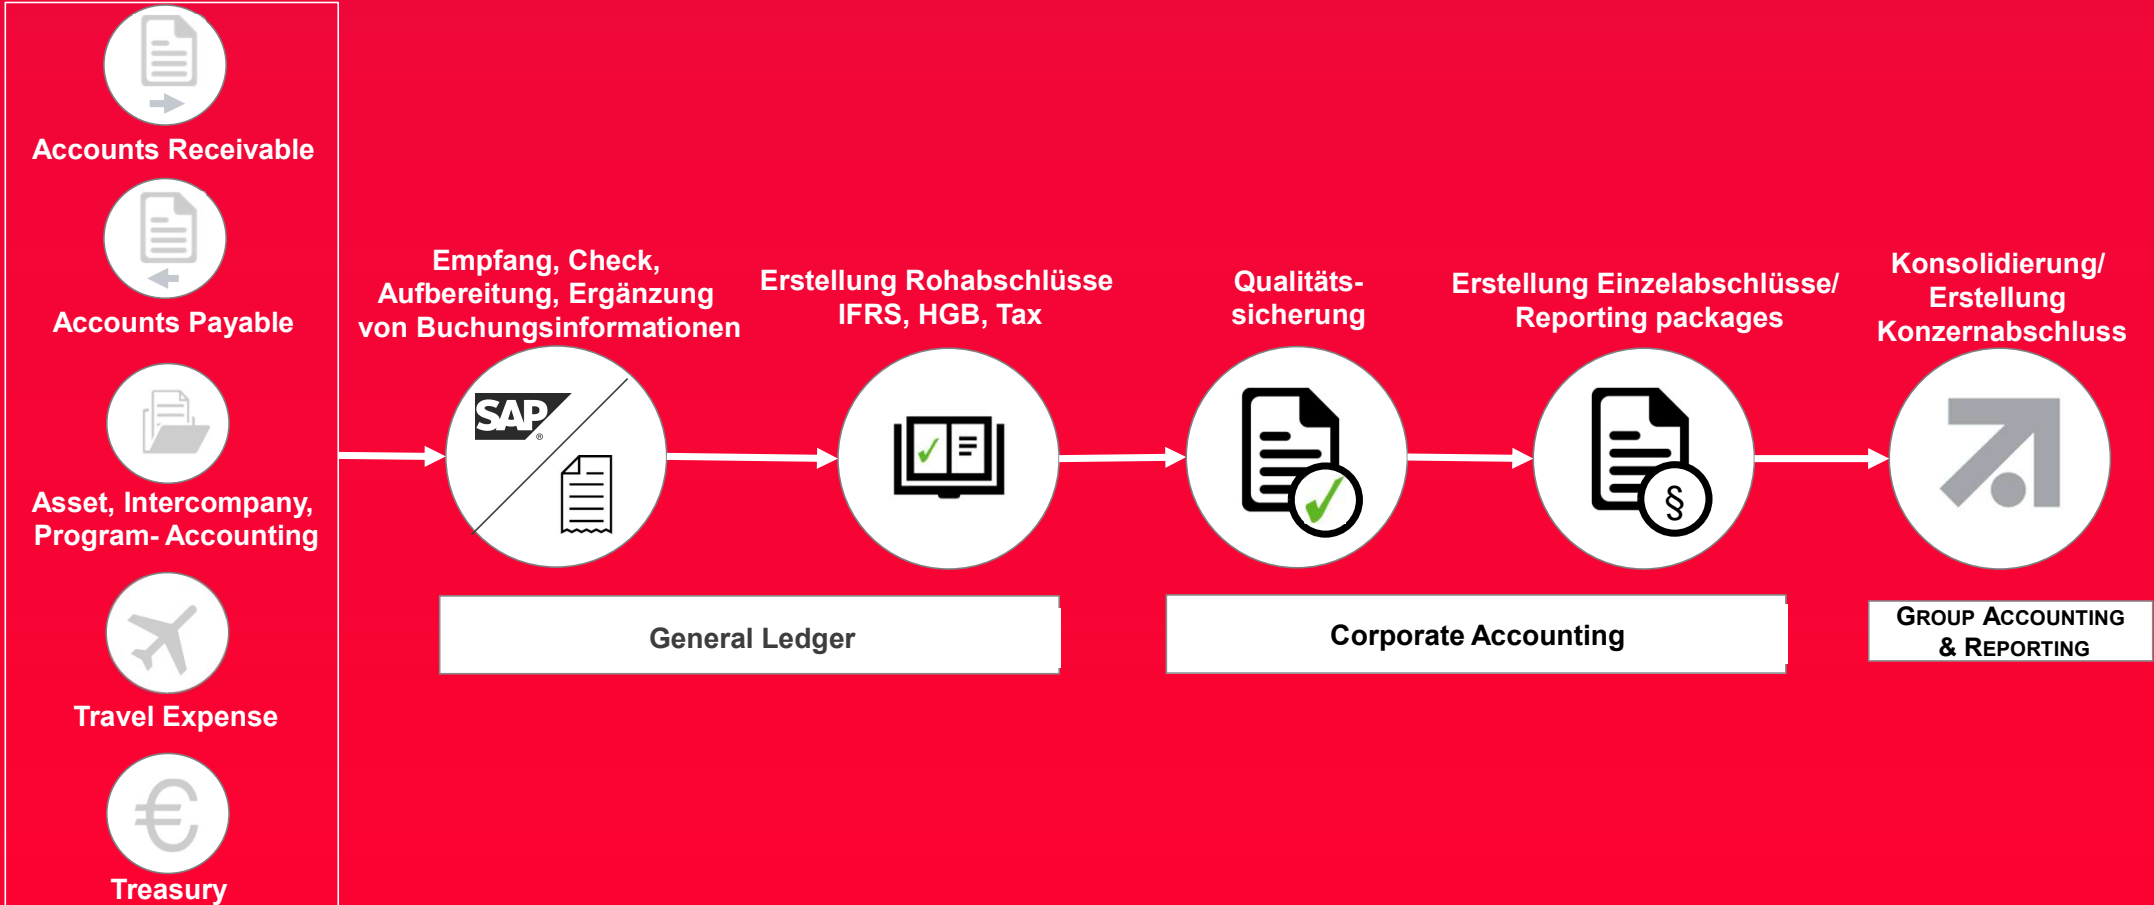 Accounts Receivable
Accounts Payable
Asset, Intercompany,
Program- Accounting
Travel Expense
€
Treasury
Empfang, Check,
Aufbereitung, Ergänzung
von Buchungsinformationen
SAP
®
Erstellung Rohabschlüsse
IFRS, HGB, Tax
General Ledger
Qualitäts-
sicherung
Erstellung Einzelabschlüsse/
Reporting packages
§
Corporate Accounting
Konsolidierung/
Erstellung
Konzernabschluss
GROUP ACCOUNTING
& REPORTING